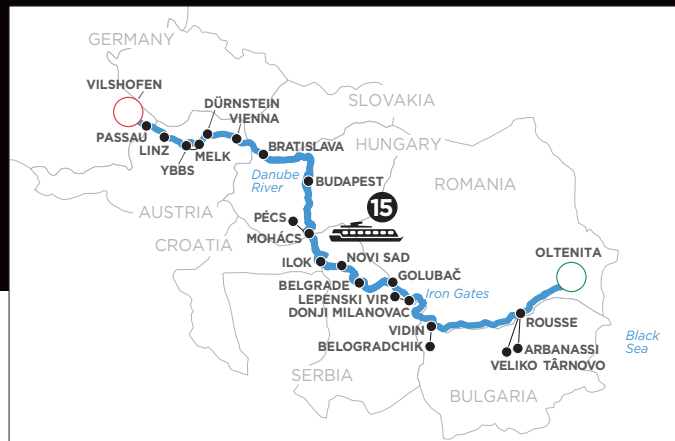 GERMANY
VILSHOFEN
DÜRNSTEIN
VIENNA
SLOVAKIA
PASSAU
LINZ
YBBS
MELK
BRATISLAVA
HUNGARY
Danube
River
BUDAPEST
ROMANIA
AUSTRIA
PÉCS
15
CROATIA
MOHÁCS
OLTENITA
ILOK
NOVI SAD
GOLUBAČ
BELGRADE
LEPENSKI VIR
Iron Gates
DONJI MILANOVAC
VIDIN
ROUSSE
BELOGRADCHIK
Black
Sea
ARBANASSI
VELIKO TÂRNOVO
SERBIA
BULGARIA